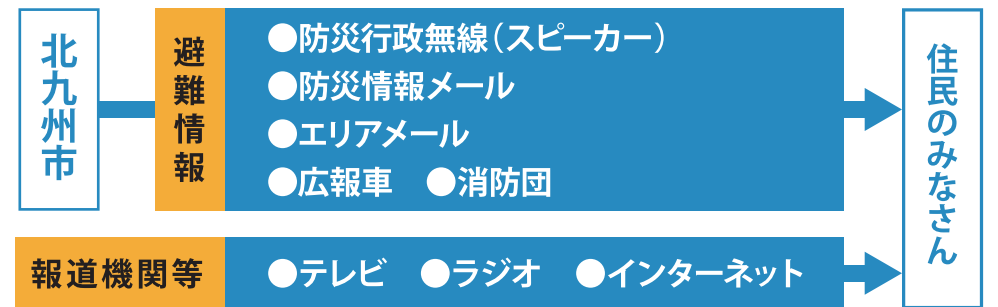 北九州市
避難情報
●防災行政無線（スピーカー）
●防災情報メール
●エリアメール
●広報車　●消防団
報道機関等
●テレビ　●ラジオ　●インターネット
住民のみなさん